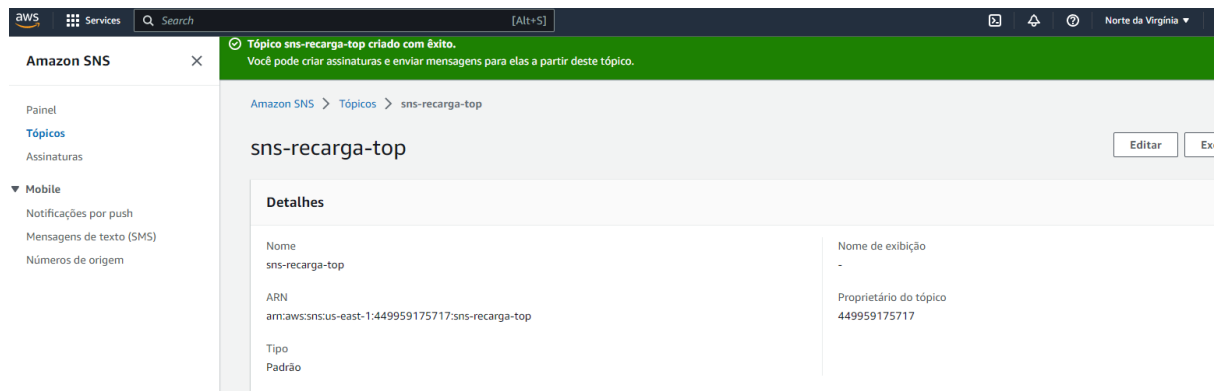 aws
Services
Search
[Alt+S]
Norte da Virgínia
Amazon SNS
Painel
Tópicos
Assinaturas
Mobile
Notificações por push
Mensagens de texto (SMS)
Números de origem
Tópico sns-recarga-top criado com êxito.
Você pode criar assinaturas e enviar mensagens para elas a partir deste tópico.
Amazon SNS > Tópicos > sns-recarga-top
sns-recarga-top
Editar
Detalhes
Nome
sns-recarga-top
ARN
arn:aws:sns:us-east-1:449959175717:sns-recarga-top
Tipo
Padrão
Nome de exibição
-
Proprietário do tópico
449959175717